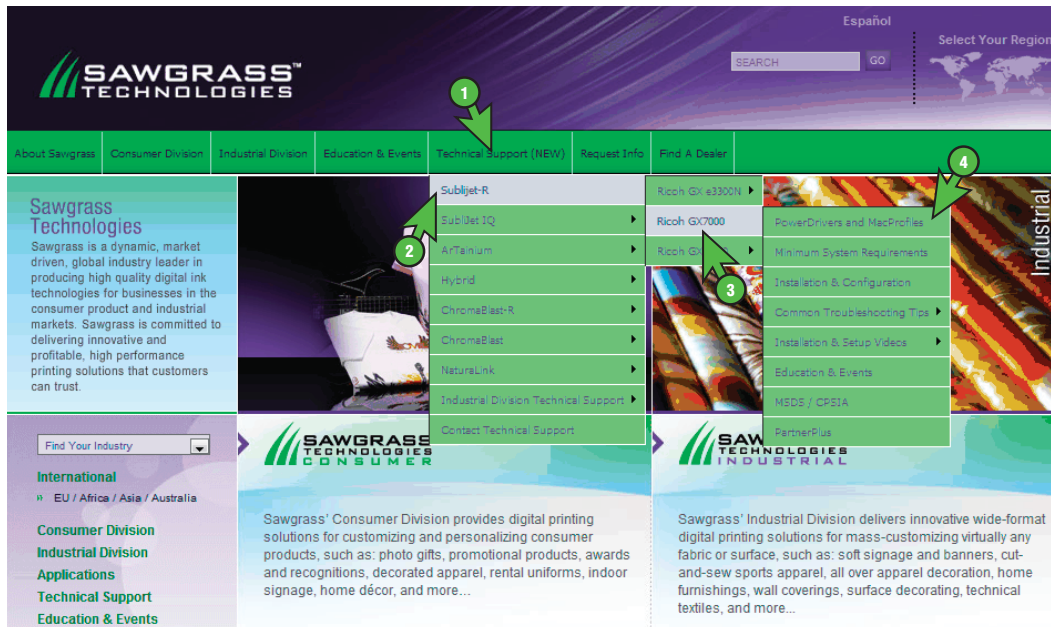 Español
Select Your Region
SEARCH
GO
SAWGRASS™
TECHNOLOGIES
1
About Sawgrass
Consumer Division
Industrial Division
Education & Events
Technical Support (NEW)
Request Info
Find A Dealer
Sawgrass
Technologies
Sawgrass is a dynamic, market
driven, global industry leader in
producing high quality digital ink
technologies for businesses in the
consumer product and industrial
markets. Sawgrass is committed to
delivering innovative and
profitable, high performance
printing solutions that customers
can trust.
Sublijet-R
SubliJet IQ
ArTainium
Hybrid
ChromaBlast-R
ChromaBlast
NaturaLink
Industrial Division Technical Support
Contact Technical Support
2
Ricoh GX e3300N
Ricoh GX7000
Ricoh
3
4
PowerDrivers and MacProfiles
Minimum System Requirements
Installation & Configuration
Common Troubleshooting Tips
Installation & Setup Videos
Education & Events
MSDS / CPSIA
PartnerPlus
Industrial
Find Your Industry
International
» EU / Africa / Asia / Australia
Consumer Division
Industrial Division
Applications
Technical Support
Education & Events
SAWGRASS
TECHNOLOGIES
CONSUMER
Sawgrass' Consumer Division provides digital printing
solutions for customizing and personalizing consumer
products, such as: photo gifts, promotional products, awards
and recognitions, decorated apparel, rental uniforms, indoor
signage, home décor, and more...
SAW
TECHNOLOGIES
INDUSTRIAL
Sawgrass' Industrial Division delivers innovative wide-format
digital printing solutions for mass-customizing virtually any
fabric or surface, such as: soft signage and banners, cut-
and-sew sports apparel, all over apparel decoration, home
furnishings, wall coverings, surface decorating, technical
textiles, and more...